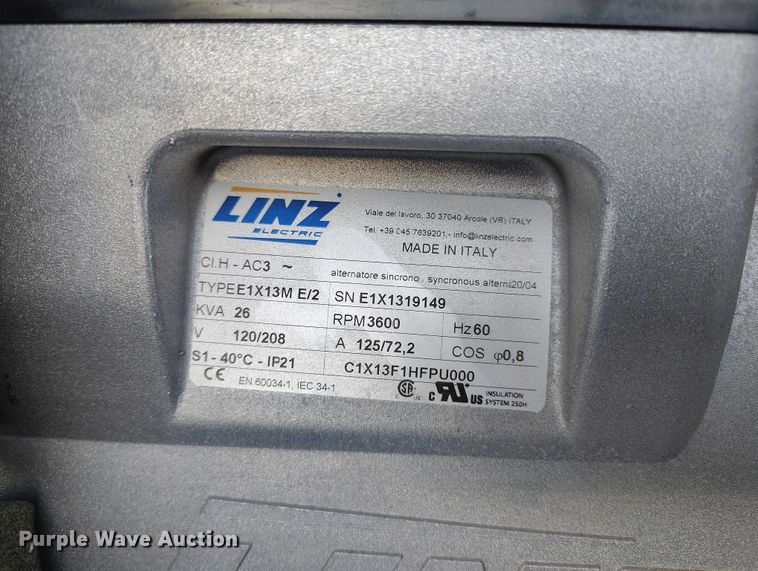 LINZ
ELECTRIC
Viale del lavoro, 30 37040 Arcole (VR) ITALY
Tel. +39 045 7639201 - info@linzelectric.com
MADE IN ITALY
Cl.H - AC3 ~
alternatore sincrono syncronous altern 20/04
TYPE E1X13M E/2 SN E1X1319149
KVA 26 RPM 3600 Hz 60
V 120/208 A 125/72,2 COS φ0,8
S1- 40°C - IP21 C1X13F1HFPU000
CE EN 60034-1, IEC 34-1
C US INSULATION
SYSTEM 250H
Purple Wave Auction